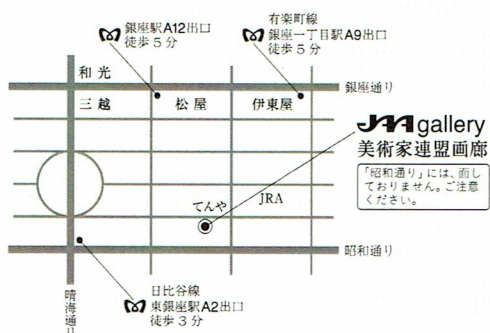 銀座駅A12出口
徒歩5分
有楽町線
銀座一丁目駅A9出口
徒歩5分
和光
銀座通り
三越
松屋
伊東屋
JAA gallery
美術家連盟画廊
「昭和通り」には、面し
ておりません。ご注意
ください。
てんや
JRA
昭和通り
日比谷線
東銀座駅A2出口
徒歩3分
晴海通り